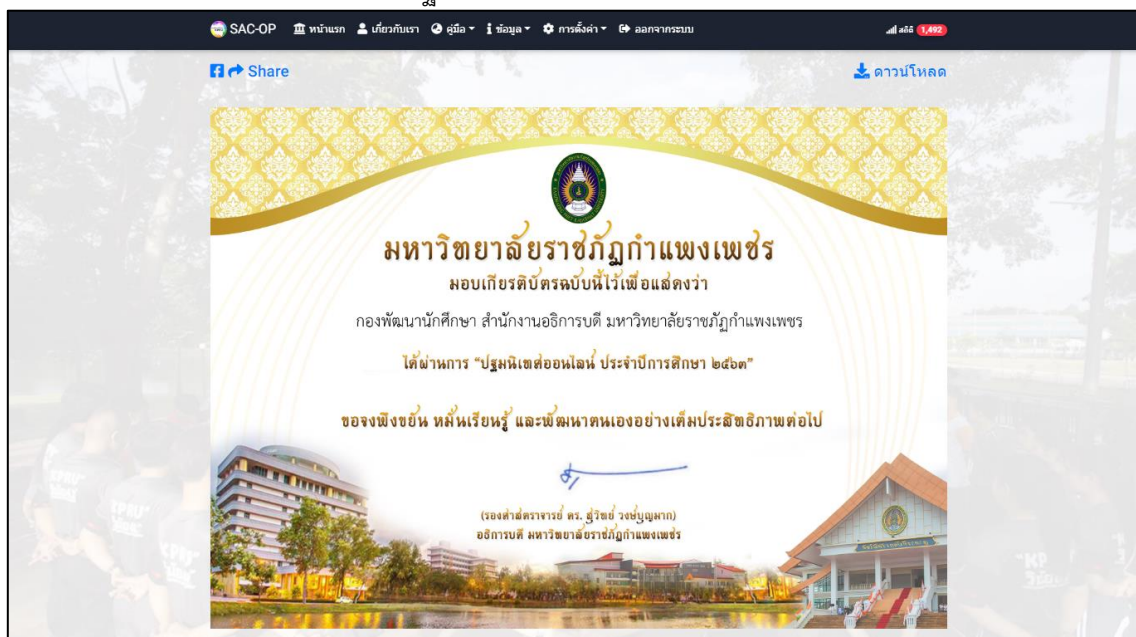 SAC-OP หน้าแรก เกี่ยวกับเรา คู่มือ ข้อมูล การตั้งค่า ออกจากระบบ สถิติ 1,492
Share ดาวน์โหลด
มหาวิทยาลัยราชภัฏกำแพงเพชร
มอบเกียรติบัตรฉบับนี้ไว้เพื่อแสดงว่า
กองพัฒนานักศึกษา สำนักงานอธิการบดี มหาวิทยาลัยราชภัฏกำแพงเพชร
ได้ผ่านการ “ปฐมนิเทศออนไลน์ ประจำปีการศึกษา ๒๕๖๓”
ขอจงพึงขยัน หมั่นเรียนรู้ และพัฒนาตนเองอย่างเต็มประสิทธิภาพต่อไป
(รองศาสตราจารย์ ดร. สุวิทย์ วงษ์บุญมาก)
อธิการบดี มหาวิทยาลัยราชภัฏกำแพงเพชร